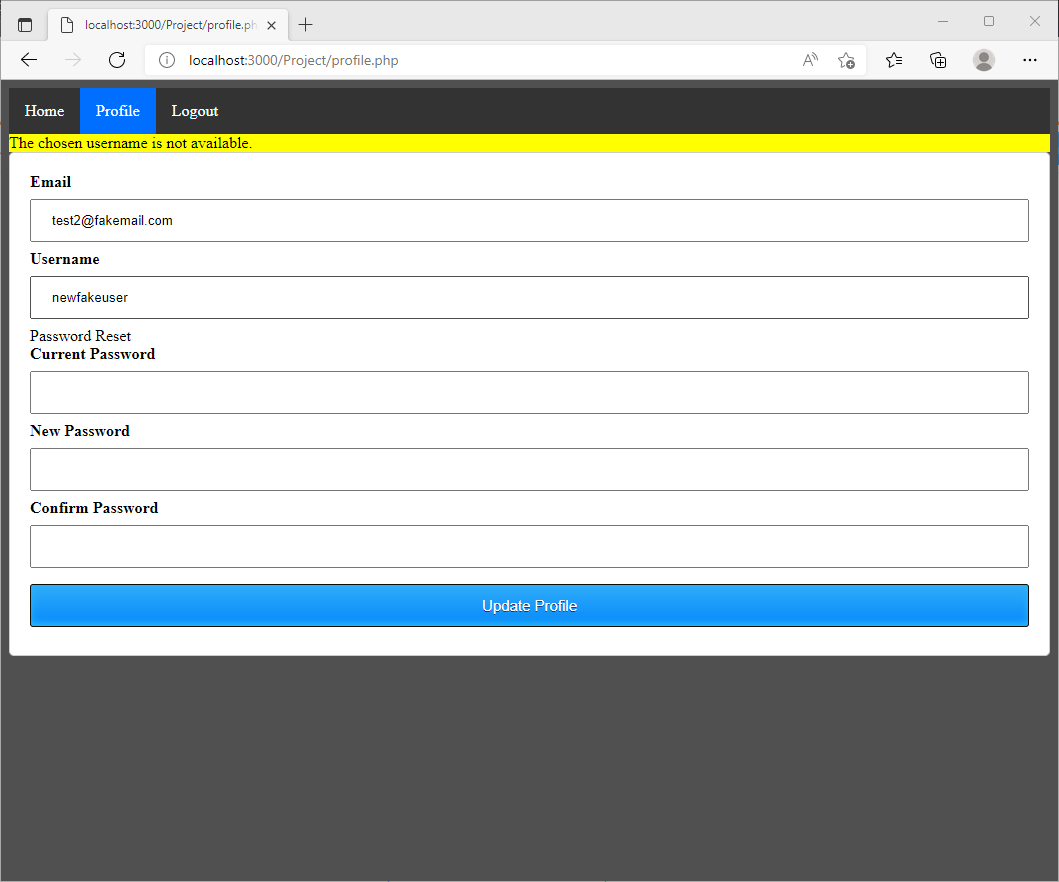 localhost:3000/Project/profile.ph
localhost:3000/Project/profile.php
Home Profile Logout
The chosen username is not available.
Email
test2@fakemail.com
Username
newfakeuser
Password Reset
Current Password
New Password
Confirm Password
Update Profile